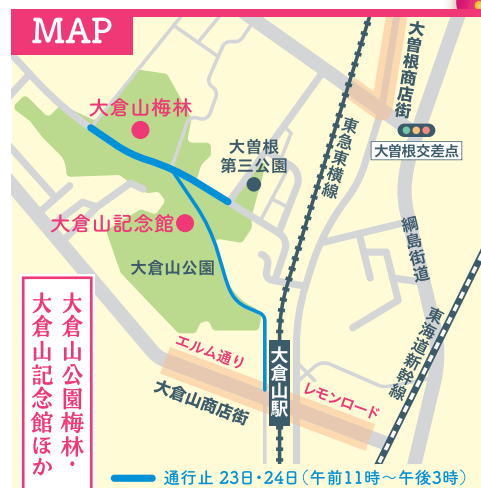 MAP
大倉山梅林
大曽根商店街
東急東横線
大曽根
第三公園
大曽根交差点
大倉山記念館
綱島街道
大倉山公園
東海道新幹線
大倉山公園梅林・
大倉山記念館ほか
エルム通り
大倉山駅
レモンロード
大倉山商店街
通行止 23日・24日（午前11時～午後3時）